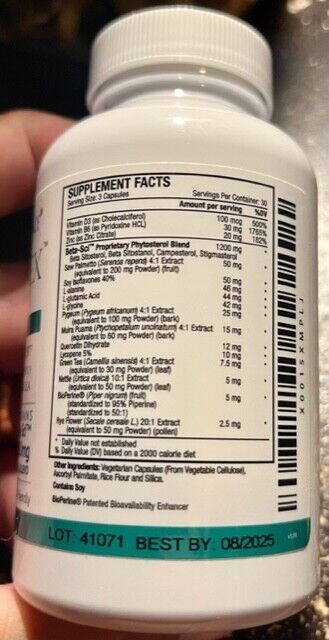 SUPPLEMENT FACTS
Serving Size: 3 Capsules Servings Per Container: 30
Amount per serving %DV
Vitamin D3 (as Cholecalciferol) 100 mcg 500%
Vitamin B6 (as Pyridoxine HCL) 30 mg 1765%
Zinc (as Zinc Citrate) 20 mg 182%
Beta-Sol™ Proprietary Phytosterol Blend 1200 mg *
Beta Sitosterol, Beta Sitostanol, Campesterol, Stigmasterol
Saw Palmetto (Serenoa repens) 4:1 Extract 50 mg *
(equivalent to 200 mg Powder) (fruit)
Soy Isoflavones 40% 50 mg *
L-alanine 46 mg *
L-glutamic Acid 44 mg *
L-glycine 42 mg *
Pygeum (Pygeum africanum) 4:1 Extract 25 mg *
(equivalent to 100 mg Powder) (bark)
Muira Puama (Ptychopetalum uncinatum) 4:1 Extract 15 mg *
(equivalent to 60 mg Powder) (bark)
Quercetin Dihydrate 12 mg *
Lycopene 5% 10 mg *
Green Tea (Camellia sinensis) 4:1 Extract 7.5 mg *
(equivalent to 30 mg Powder) (leaf)
Nettle (Urtica dioica) 10:1 Extract 5 mg *
(equivalent to 50 mg Powder) (leaf)
BioPerine® (Piper nigrum) (fruit) 5 mg *
(standardized to 95% Piperine)
(standardized to 50:1)
Rye Flower (Secale cereale L.) 20:1 Extract 2.5 mg *
(equivalent to 50 mg Powder) (pollen)
* Daily Value not established
% Daily Value (DV) based on a 2000 calorie diet
Other Ingredients: Vegetarian Capsules (From Vegetable Cellulose),
Ascorbyl Palmitate, Rice Flour and Silica.
Contains Soy
BioPerine® Patented Bioavailability Enhancer
LOT: 41071 BEST BY: 08/2025
X0015XMPLJ